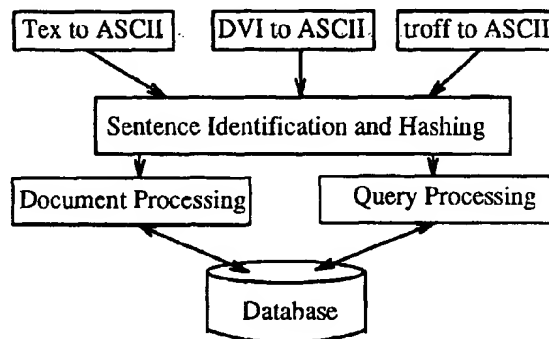 Tex to ASCII
DVI to ASCII
troff to ASCII
Sentence Identification and Hashing
Document Processing
Query Processing
Database